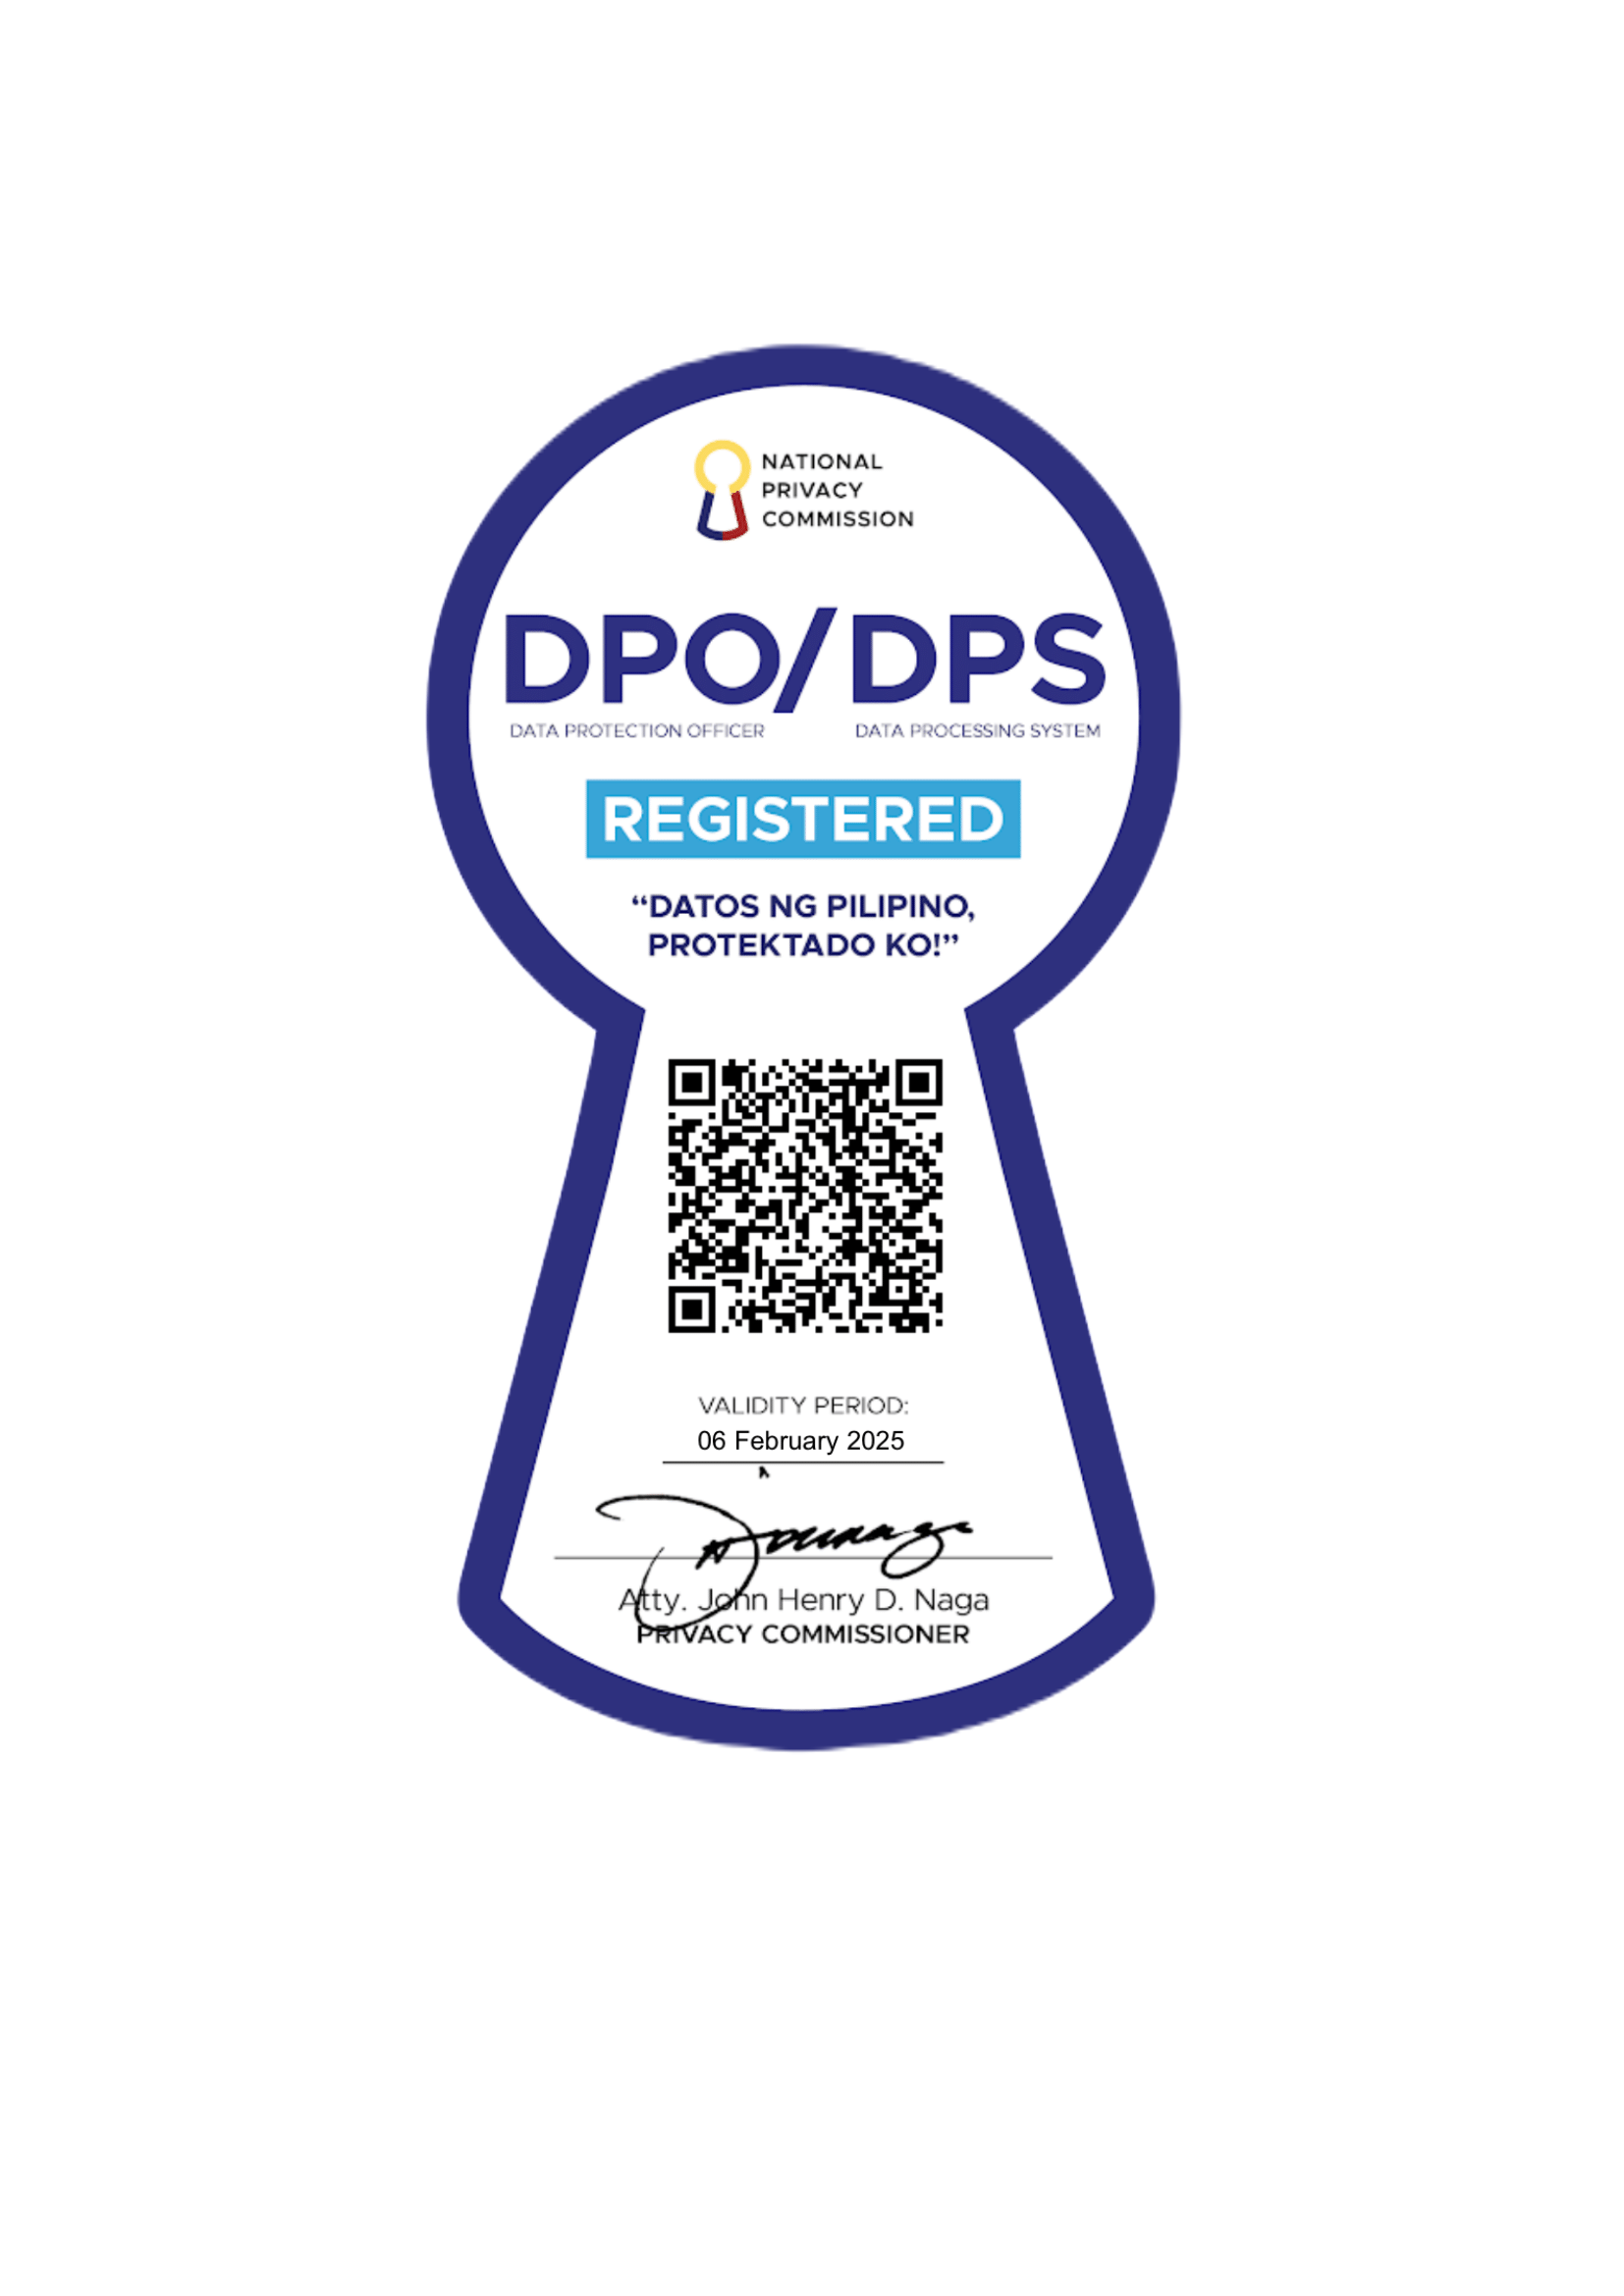 NATIONAL
PRIVACY
COMMISSION
DPO/DPS
DATA PROTECTION OFFICER DATA PROCESSING SYSTEM
REGISTERED
“DATOS NG PILIPINO,
PROTEKTADO KO!”
VALIDITY PERIOD:
06 February 2025
Atty. John Henry D. Naga
PRIVACY COMMISSIONER